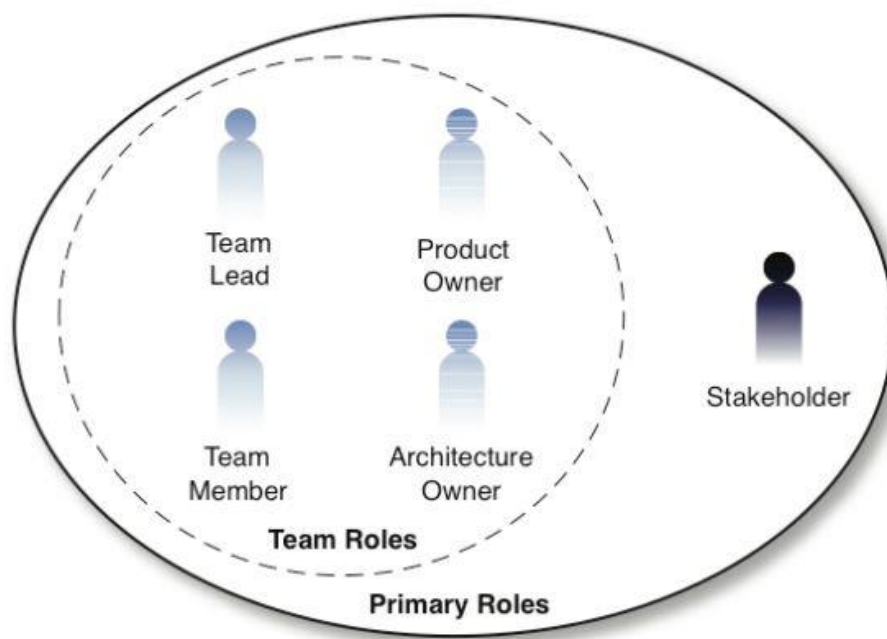 Team
Lead
Product
Owner
Stakeholder
Team
Member
Architecture
Owner
Team Roles
Primary Roles